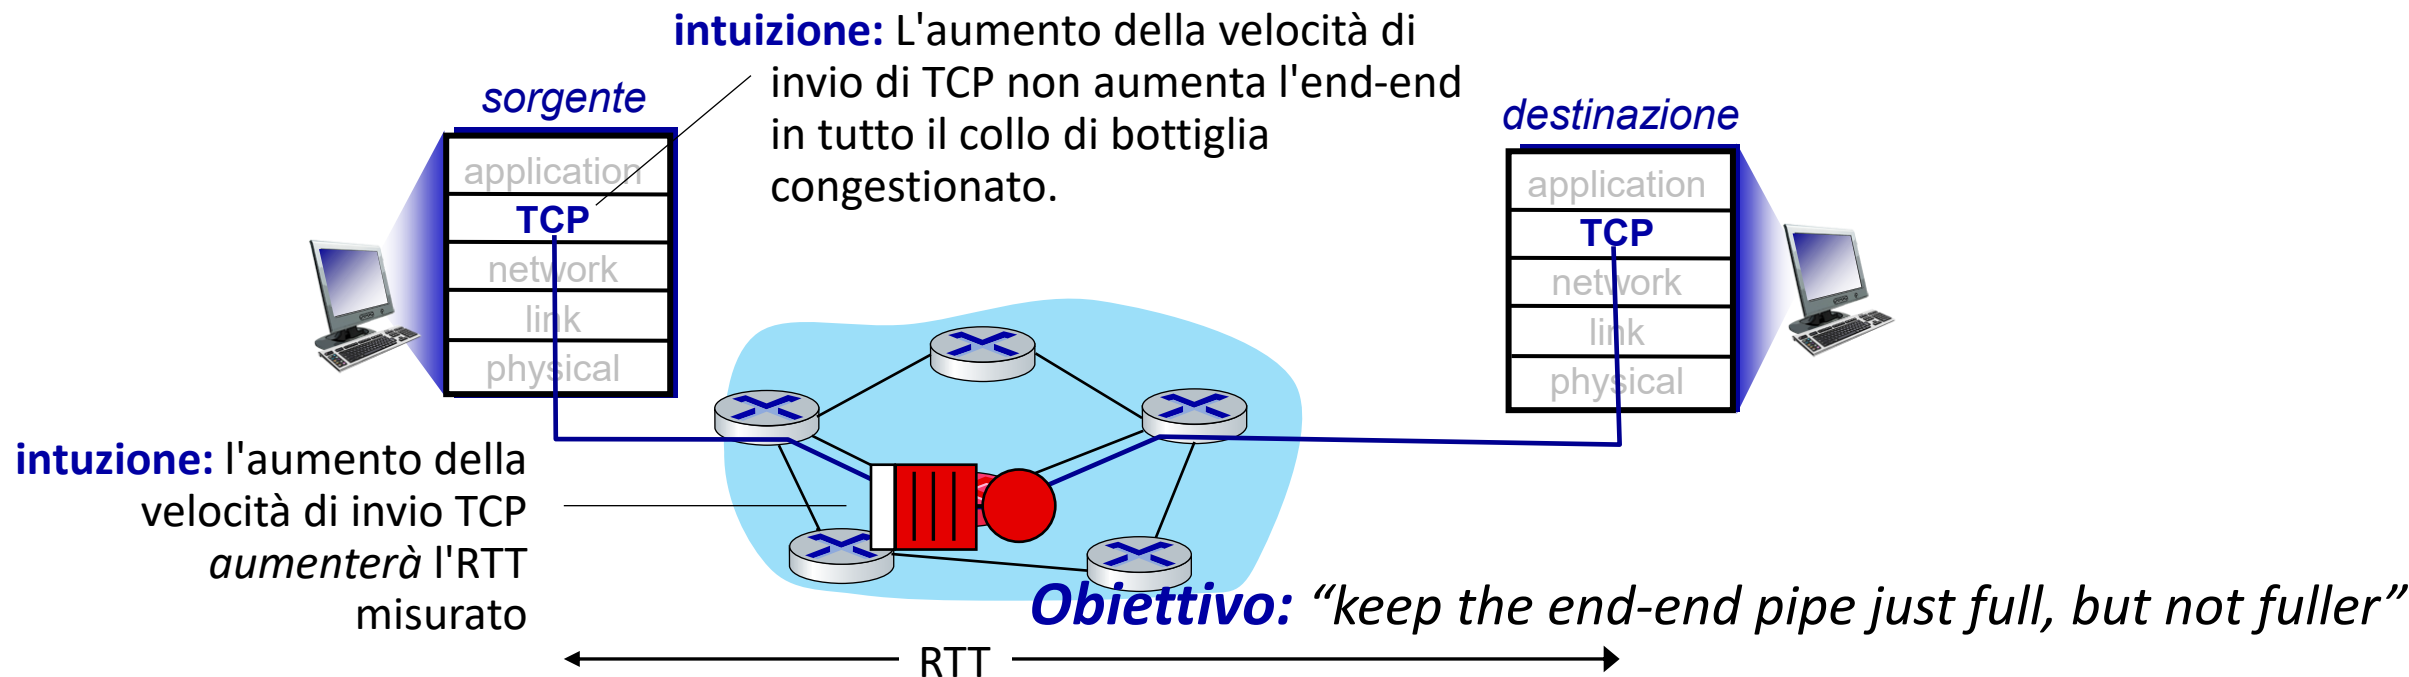 intuizione: L'aumento della velocità di
invio di TCP non aumenta l'end-end
in tutto il collo di bottiglia
congestionato.
sorgente
application
TCP
network
link
physical
destinazione
application
TCP
network
link
physical
intuzione: l'aumento della
velocità di invio TCP
aumenterà l'RTT
misurato
Obiettivo: “keep the end-end pipe just full, but not fuller”
RTT